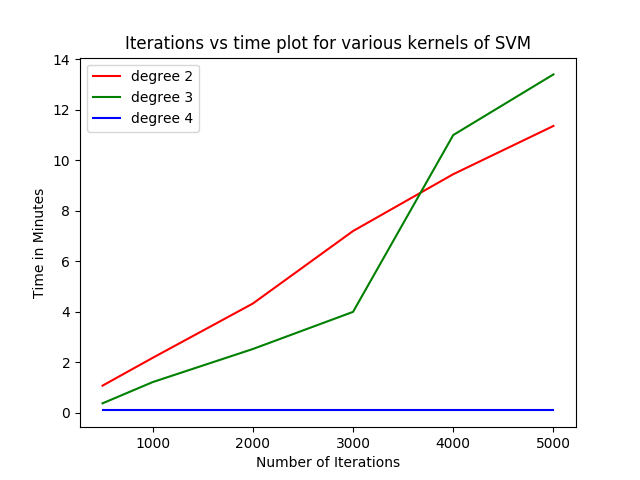 Iterations vs time plot for various kernels of SVM
degree 2
degree 3
degree 4
14
12
10
8
6
4
2
0
Time in Minutes
1000 2000 3000 4000 5000
Number of Iterations